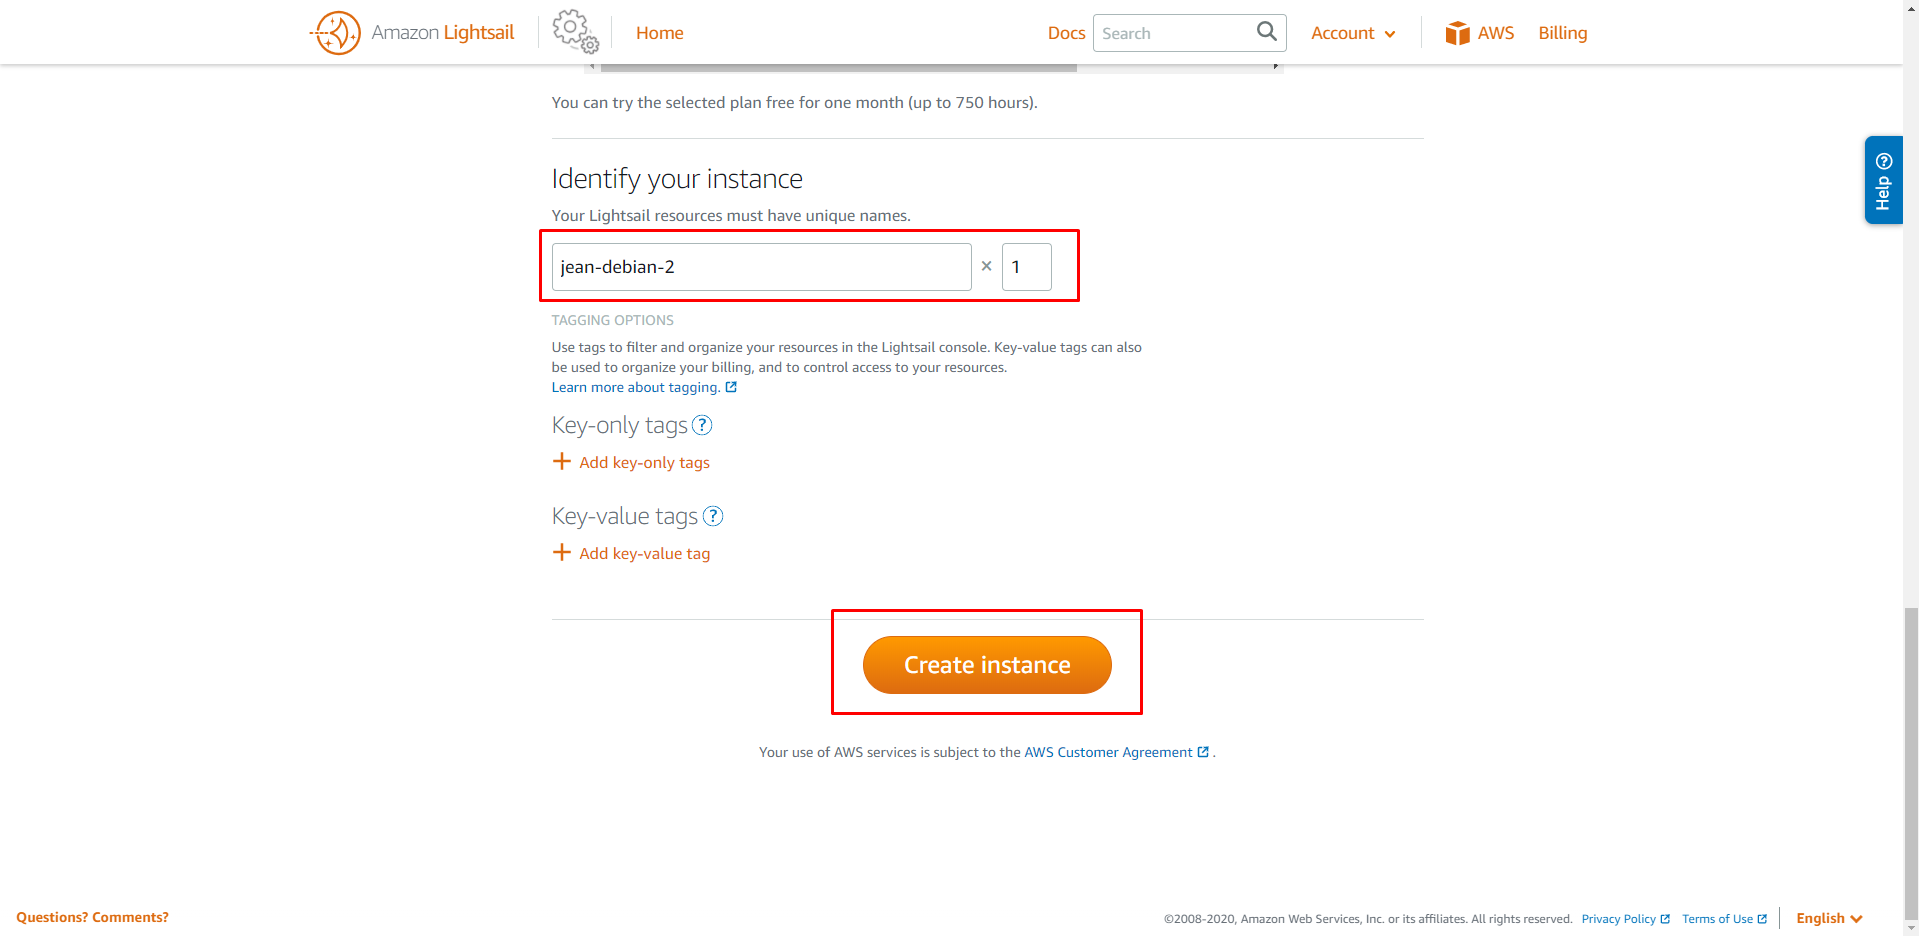 Amazon Lightsail Home Docs Search Account AWS Billing
You can try the selected plan free for one month (up to 750 hours).
Help
Identify your instance
Your Lightsail resources must have unique names.
jean-debian-2 × 1
TAGGING OPTIONS
Use tags to filter and organize your resources in the Lightsail console. Key-value tags can also
be used to organize your billing, and to control access to your resources.
Learn more about tagging.
Key-only tags ?
+ Add key-only tags
Key-value tags ?
+ Add key-value tag
Create instance
Your use of AWS services is subject to the AWS Customer Agreement .
Questions? Comments? ©2008-2020, Amazon Web Services, Inc. or its affiliates. All rights reserved. Privacy Policy Terms of Use English